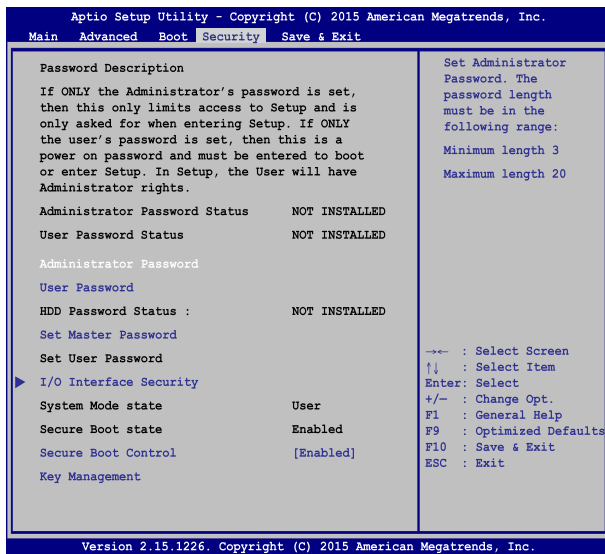 Aptio Setup Utility - Copyright (C) 2015 American Megatrends, Inc.
Main Advanced Boot Security Save & Exit
Password Description
If ONLY the Administrator's password is set,
then this only limits access to Setup and is
only asked for when entering Setup. If ONLY
the user's password is set, then this is a
power on password and must be entered to boot
or enter Setup. In Setup, the User will have
Administrator rights.
Administrator Password Status NOT INSTALLED
User Password Status NOT INSTALLED
Administrator Password
User Password
HDD Password Status : NOT INSTALLED
Set Master Password
Set User Password
I/O Interface Security
System Mode state User
Secure Boot state Enabled
Secure Boot Control [Enabled]
Key Management
Set Administrator
Password. The
password length
must be in the
following range:
Minimum length 3
Maximum length 20
→← : Select Screen
↑↓ : Select Item
Enter: Select
+/— : Change Opt.
F1 : General Help
F9 : Optimized Defaults
F10 : Save & Exit
ESC : Exit
Version 2.15.1226. Copyright (C) 2015 American Megatrends, Inc.